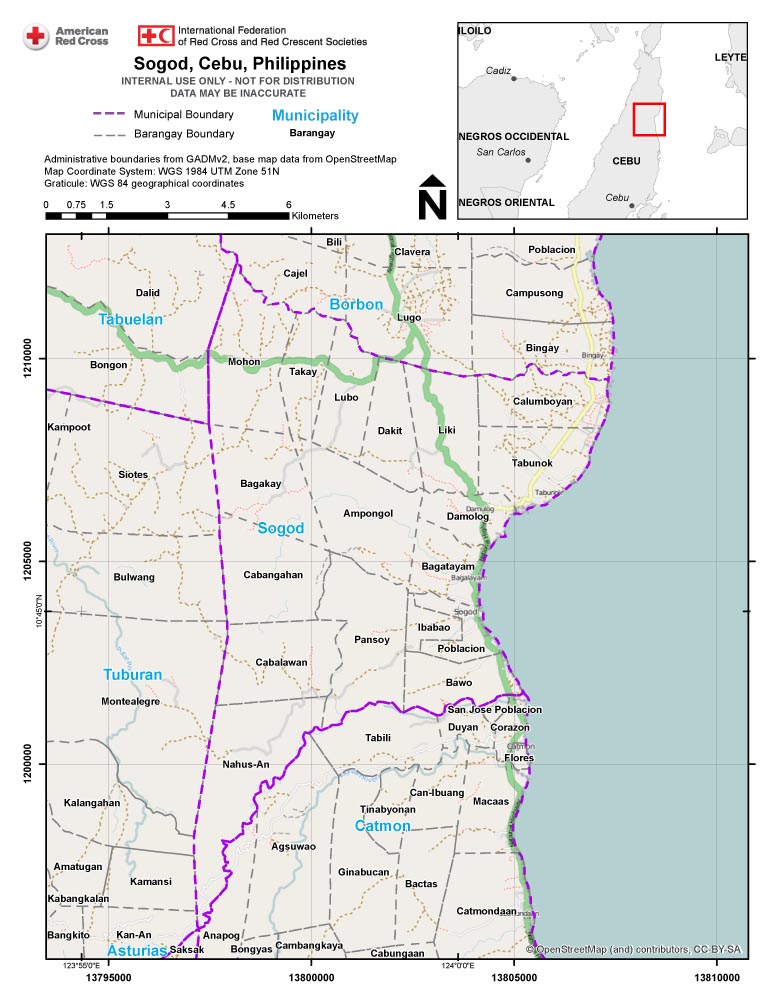 American
Red Cross
International Federation
of Red Cross and Red Crescent Societies
Sogod, Cebu, Philippines
INTERNAL USE ONLY - NOT FOR DISTRIBUTION
DATA MAY BE INACCURATE
Municipal Boundary
Municipality
Barangay Boundary
Barangay
Administrative boundaries from GADMv2, base map data from OpenStreetMap
Map Coordinate System: WGS 1984 UTM Zone 51N
Graticule: WGS 84 geographical coordinates
0 0.75 1.5 3 4.5 6
Kilometers
N
ILOILO
LEYTE
Cadiz
NEGROS OCCIDENTAL
San Carlos
CEBU
NEGROS ORIENTAL
Cebu
Bili
Clavera
Poblacion
Cajel
Dalid
Campusong
Borbon
Tabuelan
Lugo
Bingay
Bingay
1210000
Bongon
Mohon
Takay
Lubo
Calumboyan
Kampoot
Dakit
Liki
Siotes
Tabunok
Bagakay
Tabunok
Damolog
Ampongol
Damolog
Sogod
1205000
Bagatayam
Bagatayam
Bulwang
Cabangahan
10°45'0"N
Sogod
Ibabao
Pansoy
Poblacion
Cabalawan
Tuburan
Bawo
Montealegre
San Jose Poblacion
Duyan
Corazon
Tabili
Catmon
Flores
1200000
Nahus-An
Can-Ibuang
Kalangahan
Macaas
Tinabyonan
Catmon
Agsuwao
Amatugan
Ginabucan
Kamansi
Bactas
Kabangkalan
Catmondaan
Bangkito
Kan-An
Anapog
Asturias
Saksak
Bongyas
Cambangkaya
Cabungaan
© OpenStreetMap (and) contributors, CC-BY-SA
123°55'0"E
124°0'0"E
13795000
13800000
13805000
13810000